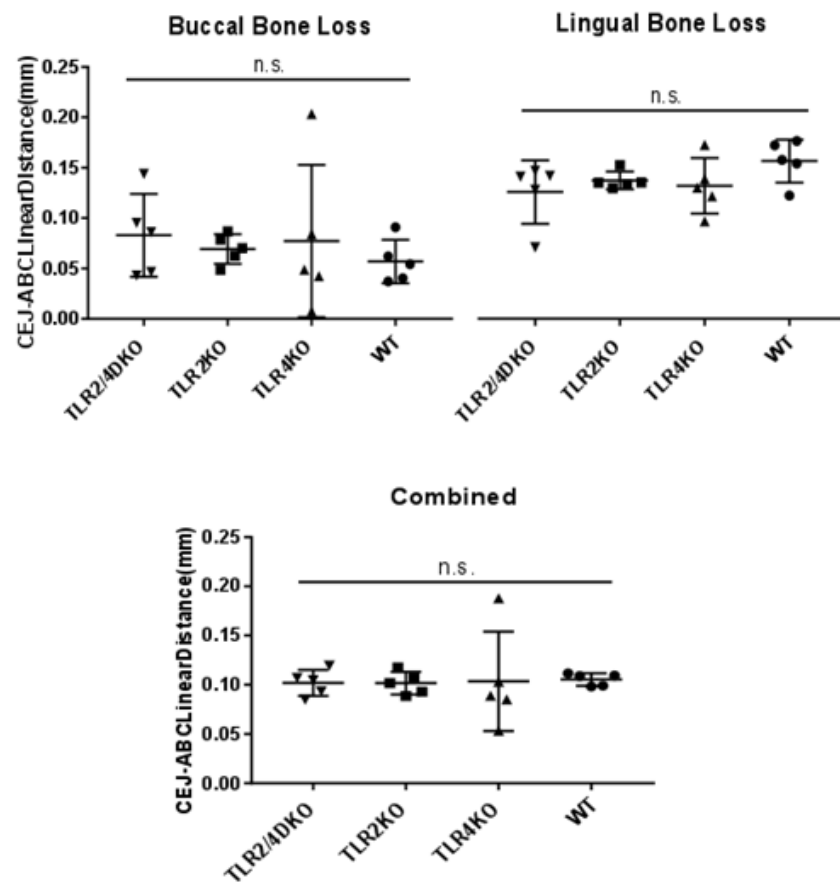 Buccal Bone Loss
Lingual Bone Loss
CEJ-ABCLInearDIstance(mm)
0.25
0.20
0.15
0.10
0.05
0.00
n.s.
n.s.
TLR2/4DKO
TLR2KO
TLR4KO
WT
TLR2/4DKO
TLR2KO
TLR4KO
WT
Combined
CEJ-ABCLinearDistance(mm)
0.25
0.20
0.15
0.10
0.05
0.00
n.s.
TLR2/4DKO
TLR2KO
TLR4KO
WT